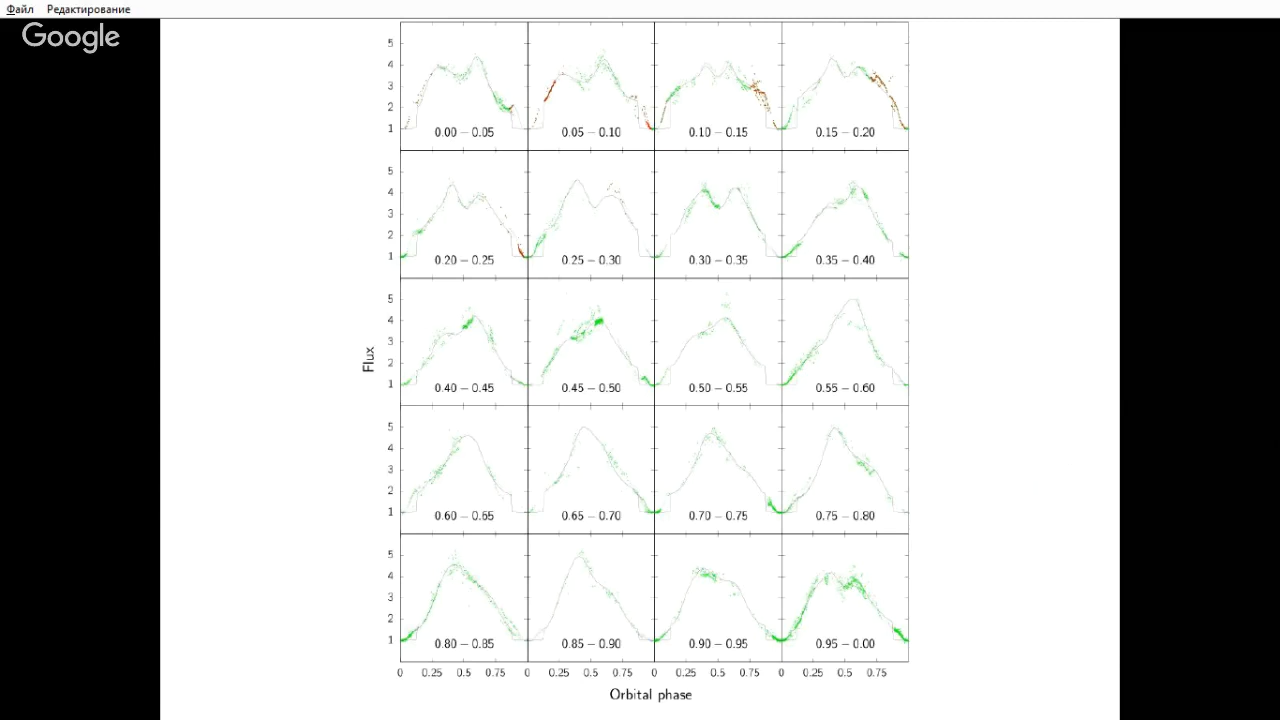 Файл Редактирование
Google
5
4
3
2
1
0.00 − 0.05 0.05 − 0.10 0.10 − 0.15 0.15 − 0.20
5
4
3
2
1
0.20 − 0.25 0.25 − 0.30 0.30 − 0.35 0.35 − 0.40
Flux
5
4
3
2
1
0.40 − 0.45 0.45 − 0.50 0.50 − 0.55 0.55 − 0.60
5
4
3
2
1
0.60 − 0.65 0.65 − 0.70 0.70 − 0.75 0.75 − 0.80
5
4
3
2
1
0.80 − 0.85 0.85 − 0.90 0.90 − 0.95 0.95 − 0.00
0 0.25 0.5 0.75 0 0.25 0.5 0.75 0 0.25 0.5 0.75 0 0.25 0.5 0.75
Orbital phase